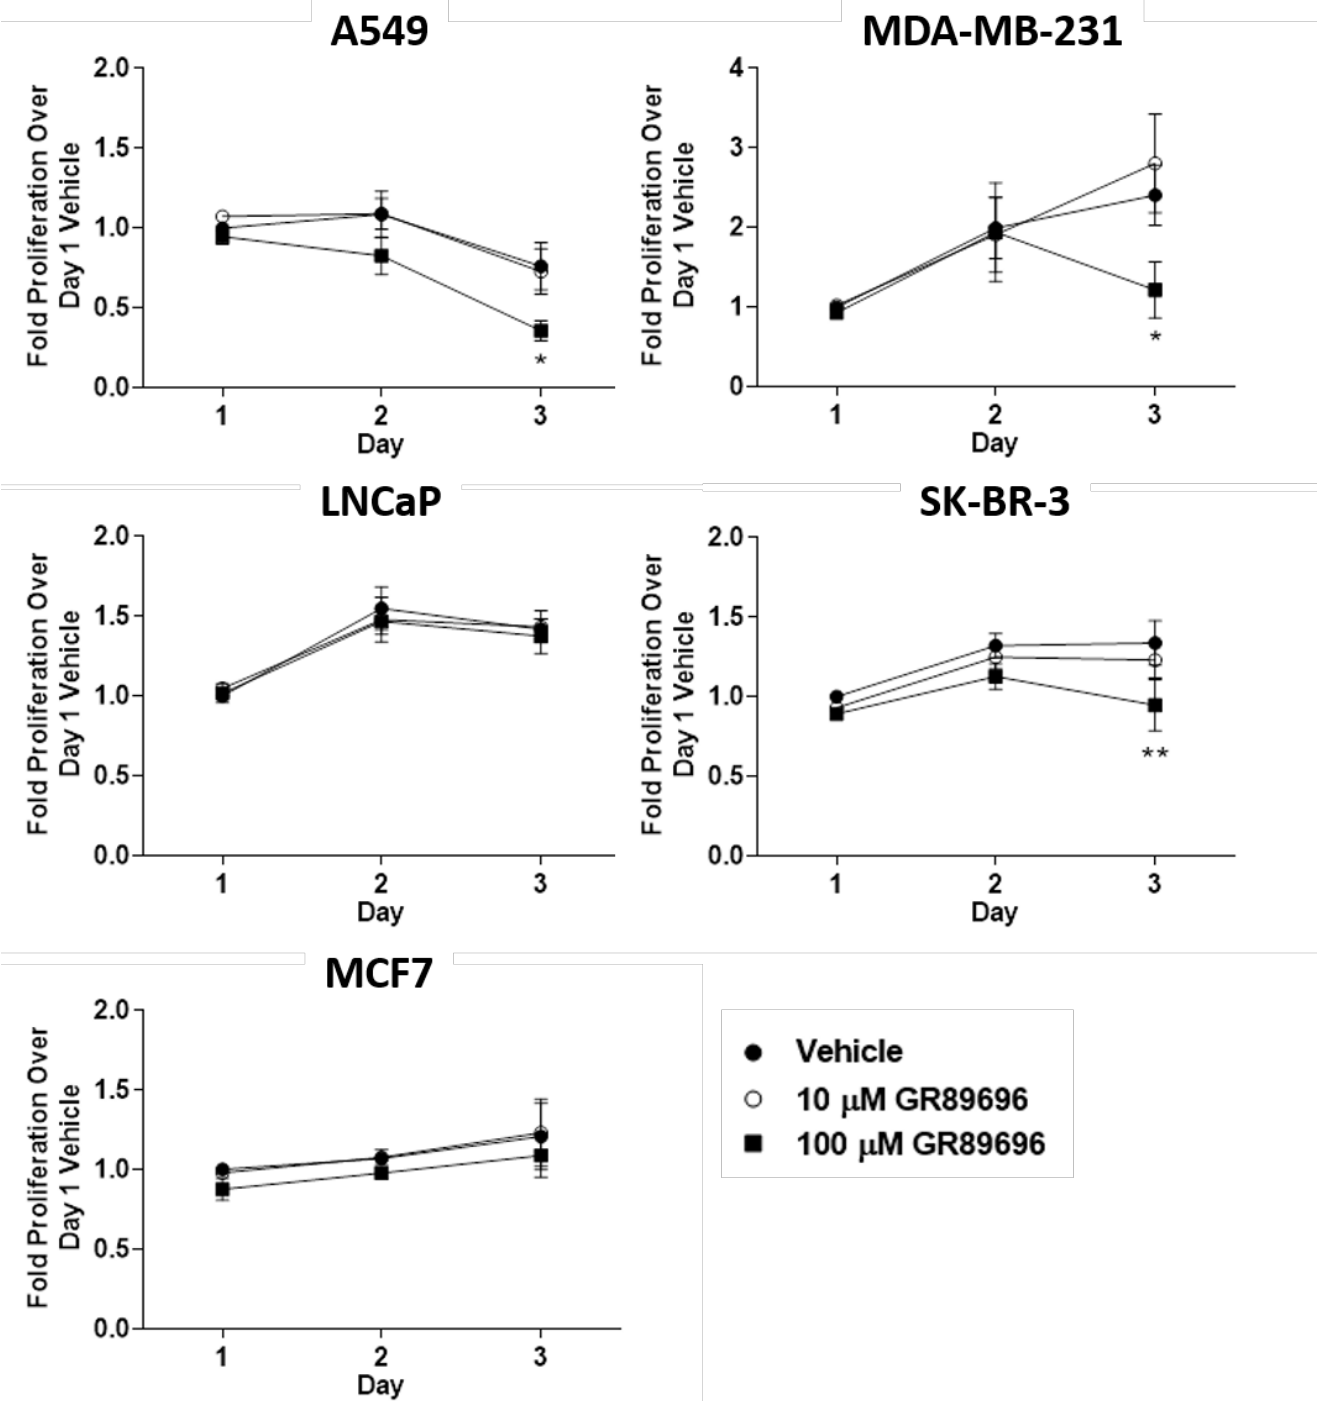 A549
2.0
1.5
1.0
0.5
0.0
Fold Proliferation Over
Day 1 Vehicle
1 2 3
Day
*
MDA-MB-231
4
3
2
1
0
Fold Proliferation Over
Day 1 Vehicle
1 2 3
Day
*
LNCaP
2.0
1.5
1.0
0.5
0.0
Fold Proliferation Over
Day 1 Vehicle
1 2 3
Day
SK-BR-3
2.0
1.5
1.0
0.5
0.0
Fold Proliferation Over
Day 1 Vehicle
1 2 3
Day
**
MCF7
2.0
1.5
1.0
0.5
0.0
Fold Proliferation Over
Day 1 Vehicle
1 2 3
Day
Vehicle
10 μM GR89696
100 μM GR89696